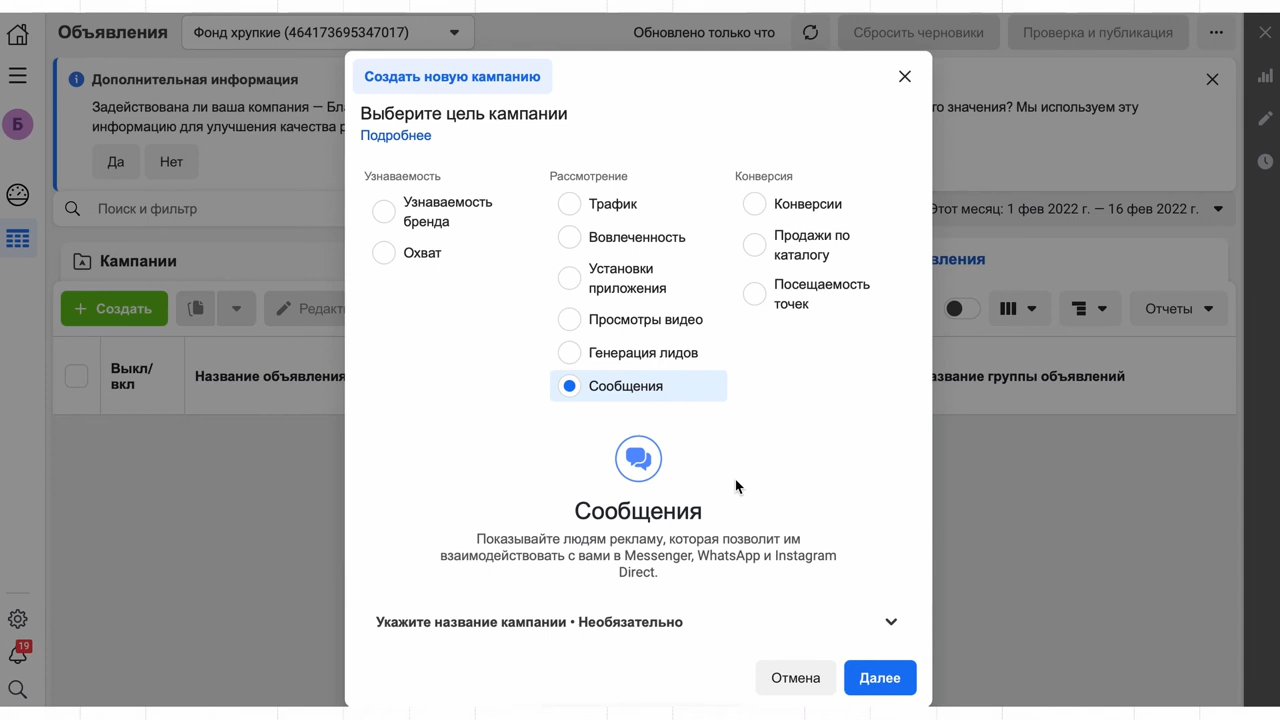 Объявления
Фонд хрупкие (464173695347017)
Обновлено только что
Сбросить черновики
Проверка и публикация
Дополнительная информация
Задействована ли ваша компания — Бл
го значения? Мы используем эту
информацию для улучшения качества р
Да
Нет
Б
Поиск и фильтр
Этот месяц: 1 фев 2022 г. — 16 фев 2022 г.
Кампании
вления
+ Создать
Редакт
Отчеты
Выкл/
вкл
Название объявления
азвание группы объявлений
19
Создать новую кампанию
Выберите цель кампании
Подробнее
Узнаваемость
Узнаваемость
бренда
Охват
Рассмотрение
Трафик
Вовлеченность
Установки
приложения
Просмотры видео
Генерация лидов
Сообщения
Конверсия
Конверсии
Продажи по
каталогу
Посещаемость
точек
Сообщения
Показывайте людям рекламу, которая позволит им
взаимодействовать с вами в Messenger, WhatsApp и Instagram
Direct.
Укажите название кампании • Необязательно
Отмена
Далее